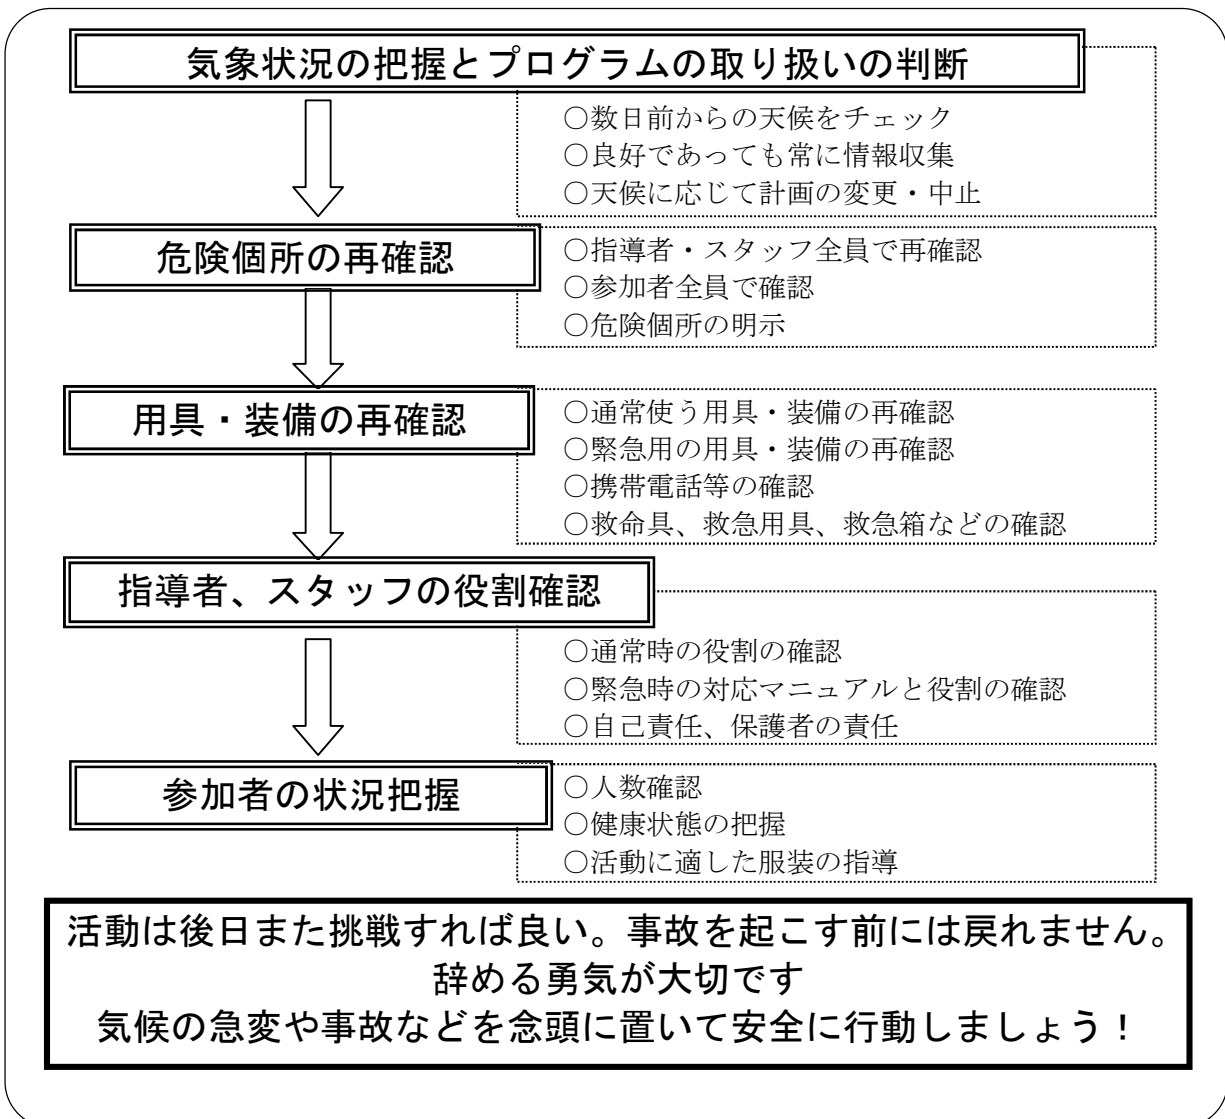 気象状況の把握とプログラムの取り扱いの判断
○数日前からの天候をチェック
○良好であっても常に情報収集
○天候に応じて計画の変更・中止
危険個所の再確認
○指導者・スタッフ全員で再確認
○参加者全員で確認
○危険個所の明示
用具・装備の再確認
○通常使う用具・装備の再確認
○緊急用の用具・装備の再確認
○携帯電話等の確認
○救命具、救急用具、救急箱などの確認
指導者、スタッフの役割確認
○通常時の役割の確認
○緊急時の対応マニュアルと役割の確認
○自己責任、保護者の責任
参加者の状況把握
○人数確認
○健康状態の把握
○活動に適した服装の指導
活動は後日また挑戦すれば良い。事故を起こす前には戻れません。
辞める勇気が大切です
気候の急変や事故などを念頭に置いて安全に行動しましょう！